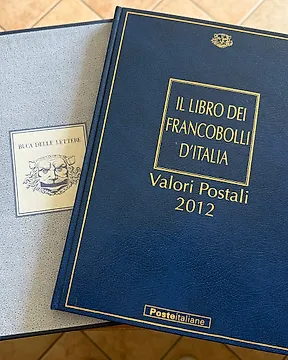 BUCA DELLE LETTERE
IL LIBRO DEI
FRANCOBOLLI
D'ITALIA
Valori Postali
2012
Posteitaliane